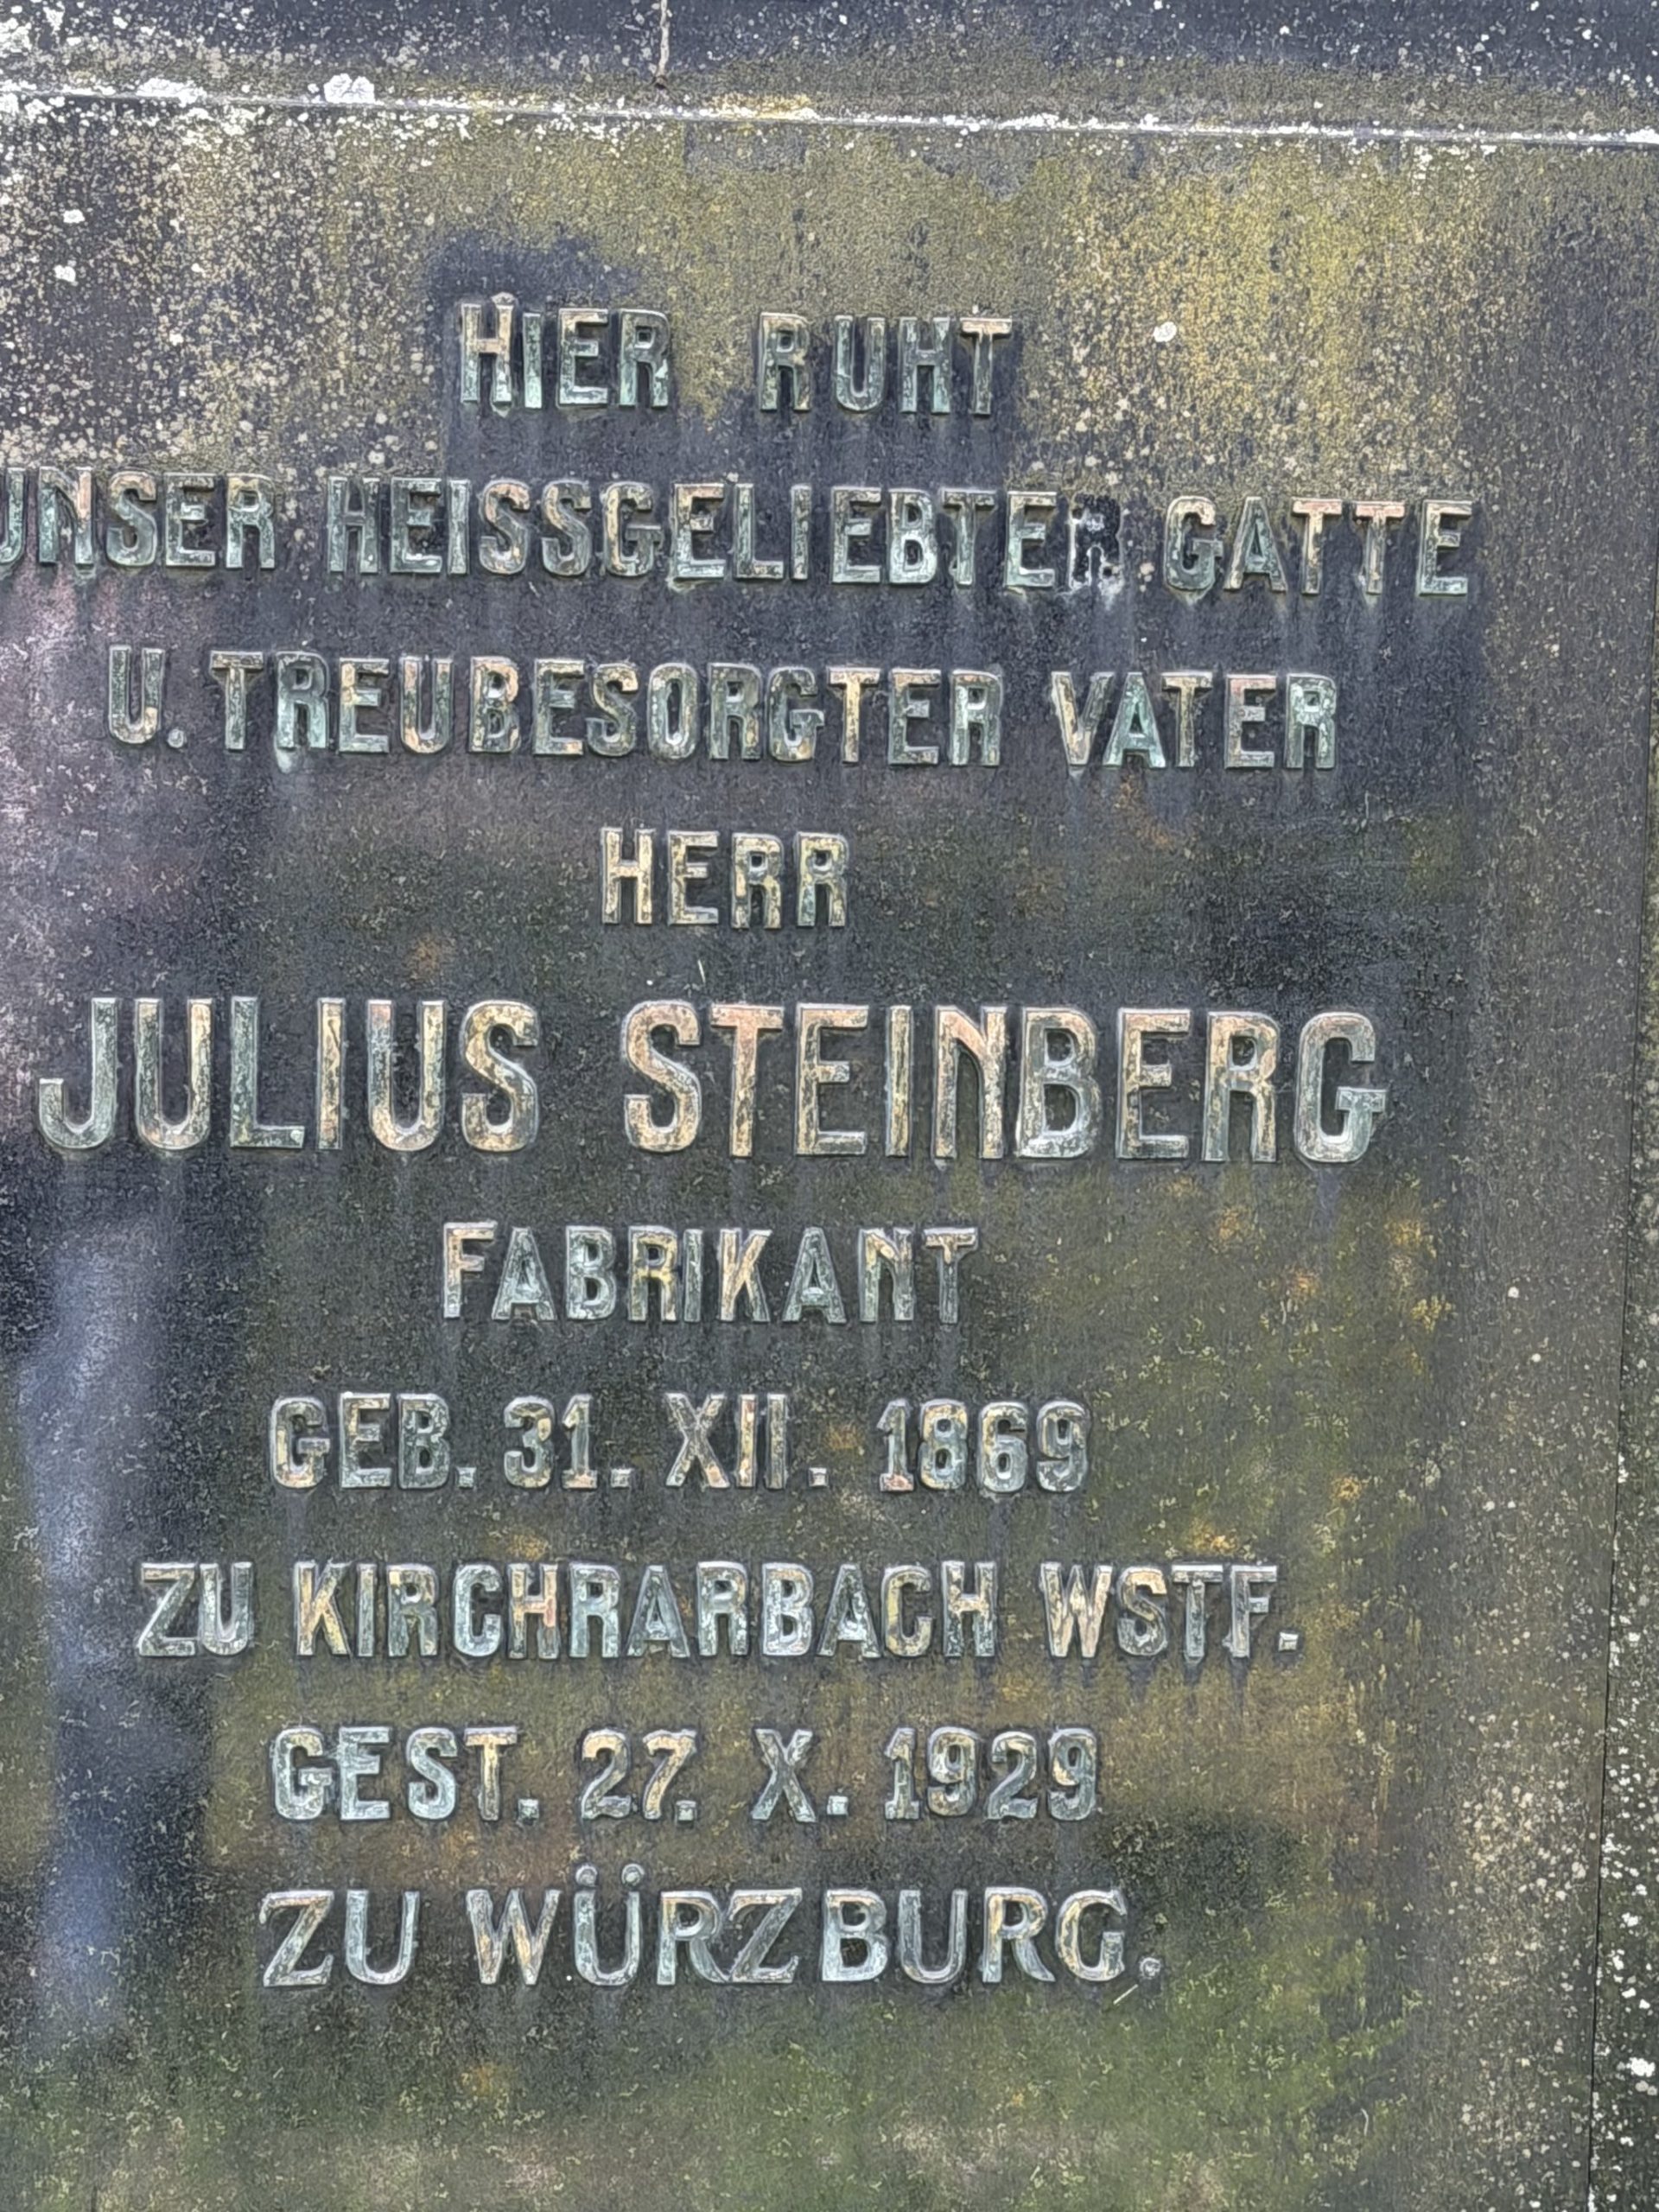 HIER RUHT
UNSER HEISSGELIEBTER GATTE
U. TREUBESORGTER VATER
HERR
JULIUS STEINBERG
FABRIKANT
GEB. 31. XII. 1869
ZU KIRCHRARBACH WSTF.
GEST. 27. X. 1929
ZU WÜRZBURG.